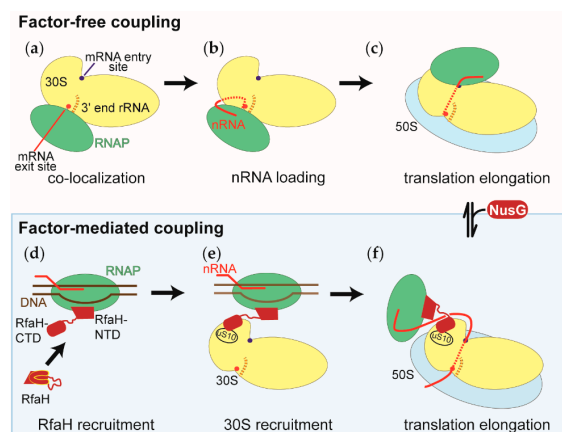 Factor-free coupling
(a)
(b)
(c)
mRNA entry
site
30S
3' end rRNA
nRNA
RNAP
mRNA
exit site
50S
co-localization
nRNA loading
translation elongation
NusG
Factor-mediated coupling
(d)
(e)
(f)
RNAP
nRNA
DNA
RfaH-
CTD
RfaH-
NTD
uS10
uS10
RfaH
30S
50S
RfaH recruitment
30S recruitment
translation elongation